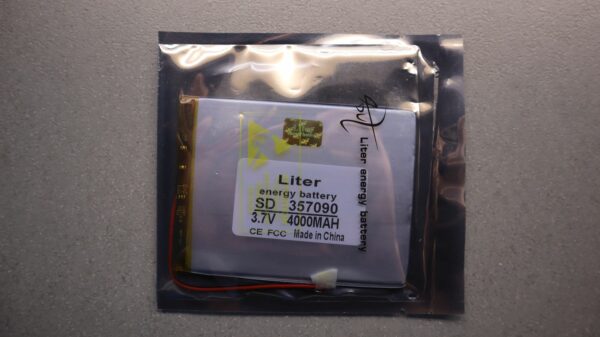 Liter
energy battery
SD 357090
3.7V 4000MAH
CE FCC Made in China
Liter energy battery